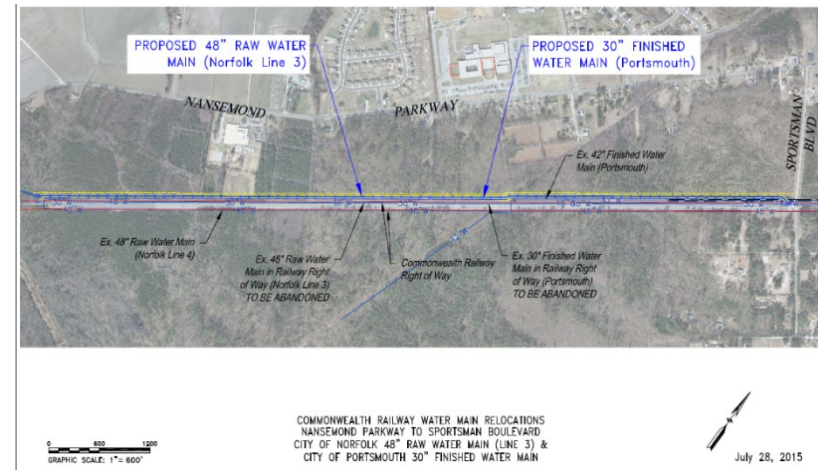 PROPOSED 48" RAW WATER
MAIN (Norfolk Line 3)
PROPOSED 30" FINISHED
WATER MAIN (Portsmouth)
NANSEMOND
PARKWAY
SPORTSMAN
BLVD
Ex. 42" Finished Water
Main (Portsmouth)
Ex. 48" Raw Water Main
(Norfolk Line 4)
Ex. 48" Raw Water
Main in Railway Right
of Way (Norfolk Line 3)
TO BE ABANDONED
Commonwealth Railway
Right of Way
Ex. 30" Finished Water
Main in Railway Right
of Way (Portsmouth)
TO BE ABANDONED
0 600 1200
GRAPHIC SCALE: 1"= 600'
COMMONWEALTH RAILWAY WATER MAIN RELOCATIONS
NANSEMOND PARKWAY TO SPORTSMAN BOULEVARD
CITY OF NORFOLK 48" RAW WATER MAIN (LINE 3) &
CITY OF PORTSMOUTH 30" FINISHED WATER MAIN
July 28, 2015